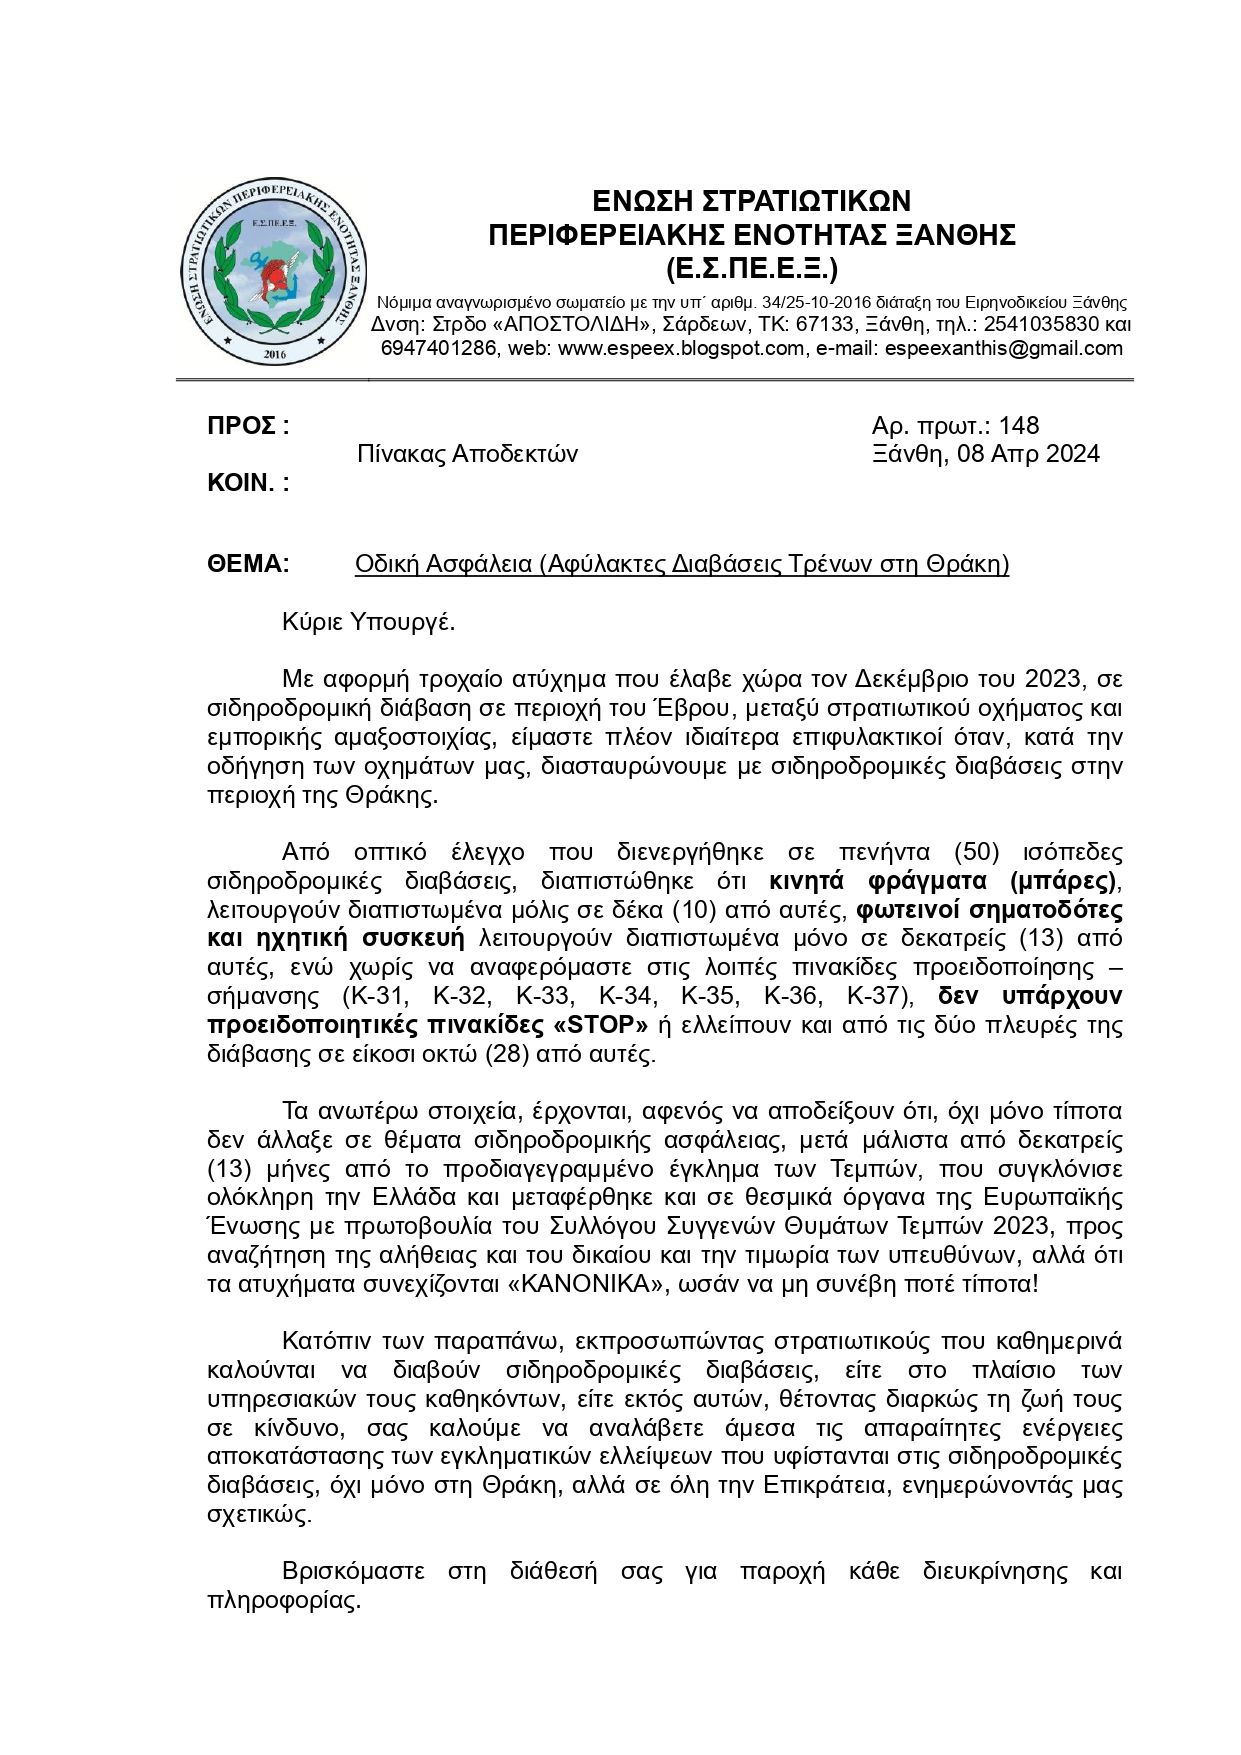 ΕΝΩΣΗ ΣΤΡΑΤΙΩΤΙΚΩΝ ΠΕΡΙΦΕΡΕΙΑΚΗΣ ΕΝΟΤΗΤΑΣ ΞΑΝΘΗΣ
Ε.Σ.ΠΕ.Ε.Ξ.
2016
ΕΝΩΣΗ ΣΤΡΑΤΙΩΤΙΚΩΝ
ΠΕΡΙΦΕΡΕΙΑΚΗΣ ΕΝΟΤΗΤΑΣ ΞΑΝΘΗΣ
(Ε.Σ.ΠΕ.Ε.Ξ.)
Νόμιμα αναγνωρισμένο σωματείο με την υπ΄ αριθμ. 34/25-10-2016 διάταξη του Ειρηνοδικείου Ξάνθης
Δνση: Στρδο «ΑΠΟΣΤΟΛΙΔΗ», Σάρδεων, ΤΚ: 67133, Ξάνθη, τηλ.: 2541035830 και
6947401286, web: www.espeex.blogspot.com, e-mail: espeexanthis@gmail.com
ΠΡΟΣ : Αρ. πρωτ.: 148
Πίνακας Αποδεκτών Ξάνθη, 08 Απρ 2024
ΚΟΙΝ. :
ΘΕΜΑ: Οδική Ασφάλεια (Αφύλακτες Διαβάσεις Τρένων στη Θράκη)
Κύριε Υπουργέ.
Με αφορμή τροχαίο ατύχημα που έλαβε χώρα τον Δεκέμβριο του 2023, σε
σιδηροδρομική διάβαση σε περιοχή του Έβρου, μεταξύ στρατιωτικού οχήματος και
εμπορικής αμαξοστοιχίας, είμαστε πλέον ιδιαίτερα επιφυλακτικοί όταν, κατά την
οδήγηση των οχημάτων μας, διασταυρώνουμε με σιδηροδρομικές διαβάσεις στην
περιοχή της Θράκης.
Από οπτικό έλεγχο που διενεργήθηκε σε πενήντα (50) ισόπεδες
σιδηροδρομικές διαβάσεις, διαπιστώθηκε ότι κινητά φράγματα (μπάρες),
λειτουργούν διαπιστωμένα μόλις σε δέκα (10) από αυτές, φωτεινοί σηματοδότες
και ηχητική συσκευή λειτουργούν διαπιστωμένα μόνο σε δεκατρείς (13) από
αυτές, ενώ χωρίς να αναφερόμαστε στις λοιπές πινακίδες προειδοποίησης –
σήμανσης (Κ-31, Κ-32, Κ-33, Κ-34, Κ-35, Κ-36, Κ-37), δεν υπάρχουν
προειδοποιητικές πινακίδες «STOP» ή ελλείπουν και από τις δύο πλευρές της
διάβασης σε είκοσι οκτώ (28) από αυτές.
Τα ανωτέρω στοιχεία, έρχονται, αφενός να αποδείξουν ότι, όχι μόνο τίποτα
δεν άλλαξε σε θέματα σιδηροδρομικής ασφάλειας, μετά μάλιστα από δεκατρείς
(13) μήνες από το προδιαγεγραμμένο έγκλημα των Τεμπών, που συγκλόνισε
ολόκληρη την Ελλάδα και μεταφέρθηκε και σε θεσμικά όργανα της Ευρωπαϊκής
Ένωσης με πρωτοβουλία του Συλλόγου Συγγενών Θυμάτων Τεμπών 2023, προς
αναζήτηση της αλήθειας και του δικαίου και την τιμωρία των υπευθύνων, αλλά ότι
τα ατυχήματα συνεχίζονται «ΚΑΝΟΝΙΚΑ», ωσάν να μη συνέβη ποτέ τίποτα!
Κατόπιν των παραπάνω, εκπροσωπώντας στρατιωτικούς που καθημερινά
καλούνται να διαβούν σιδηροδρομικές διαβάσεις, είτε στο πλαίσιο των
υπηρεσιακών τους καθηκόντων, είτε εκτός αυτών, θέτοντας διαρκώς τη ζωή τους
σε κίνδυνο, σας καλούμε να αναλάβετε άμεσα τις απαραίτητες ενέργειες
αποκατάστασης των εγκληματικών ελλείψεων που υφίστανται στις σιδηροδρομικές
διαβάσεις, όχι μόνο στη Θράκη, αλλά σε όλη την Επικράτεια, ενημερώνοντάς μας
σχετικώς.
Βρισκόμαστε στη διάθεσή σας για παροχή κάθε διευκρίνησης και
πληροφορίας.